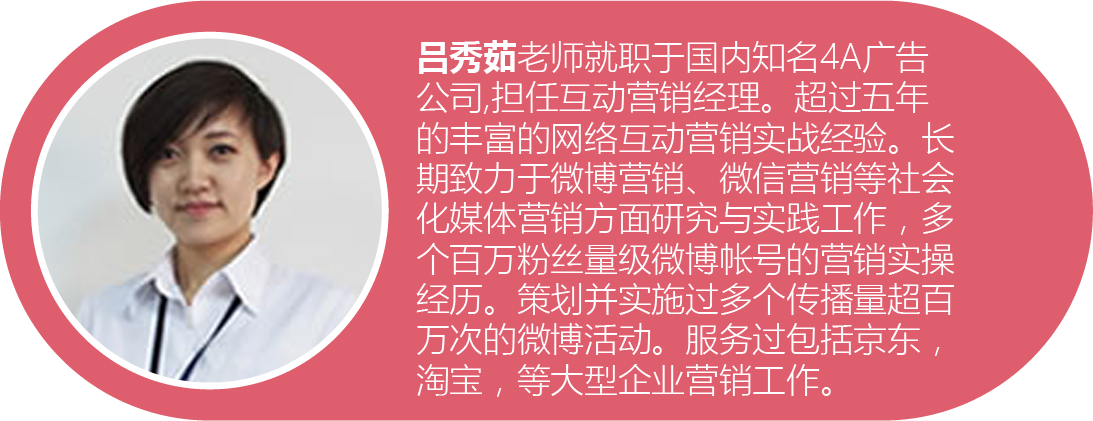 吕秀茹老师就职于国内知名4A广告
公司,担任互动营销经理。超过五年
的丰富的网络互动营销实战经验。长
期致力于微博营销、微信营销等社会
化媒体营销方面研究与实践工作，多
个百万粉丝量级微博帐号的营销实操
经历。策划并实施过多个传播量超百
万次的微博活动。服务过包括京东，
淘宝，等大型企业营销工作。